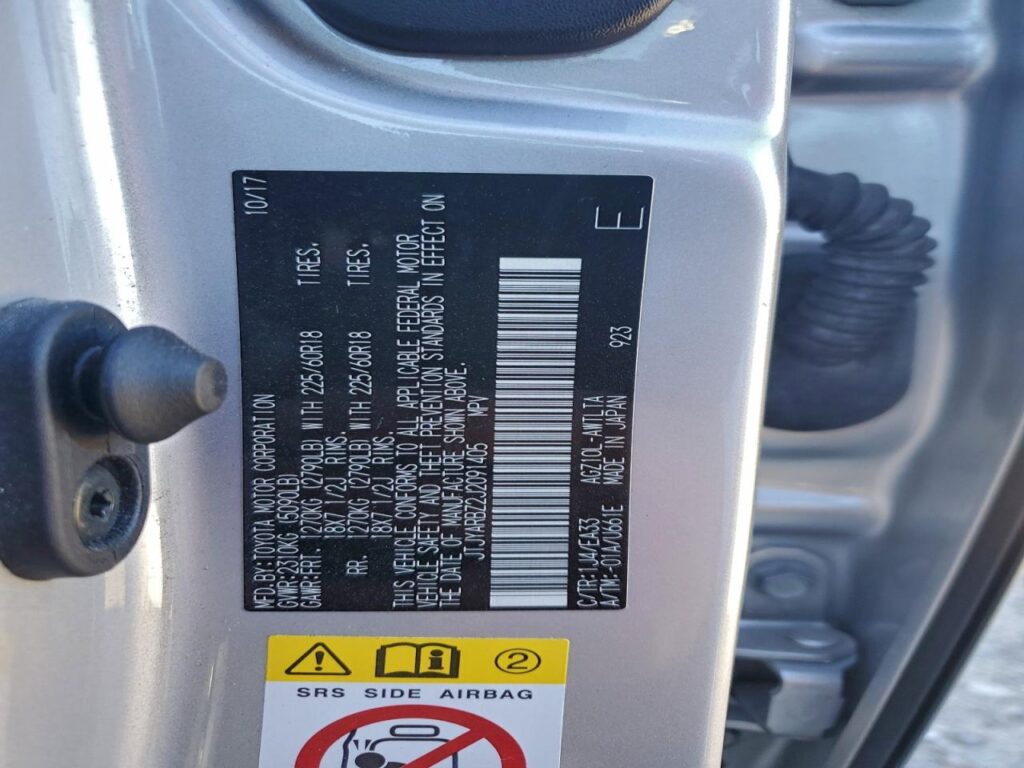 MFD.BY:TOYOTA MOTOR CORPORATION 10/17
GVWR:2310KG (5090LB)
GAWR:FRT. 1270KG (2790LB) WITH 225/60R18 TIRES.
18X7 1/2J RIMS.
RR. 1270KG (2790LB) WITH 225/60R18 TIRES.
18X7 1/2J RIMS.
THIS VEHICLE CONFORMS TO ALL APPLICABLE FEDERAL MOTOR
VEHICLE SAFETY AND THEFT PREVENTION STANDARDS IN EFFECT ON
THE DATE OF MANUFACTURE SHOWN ABOVE.
JTJYARBZ2J2091405 MPV
C/TR:1J4/EA33 AGZ10L-AWTLTA
A/TM:-01A/U661E MADE IN JAPAN 923
E
2
SRS SIDE AIRBAG